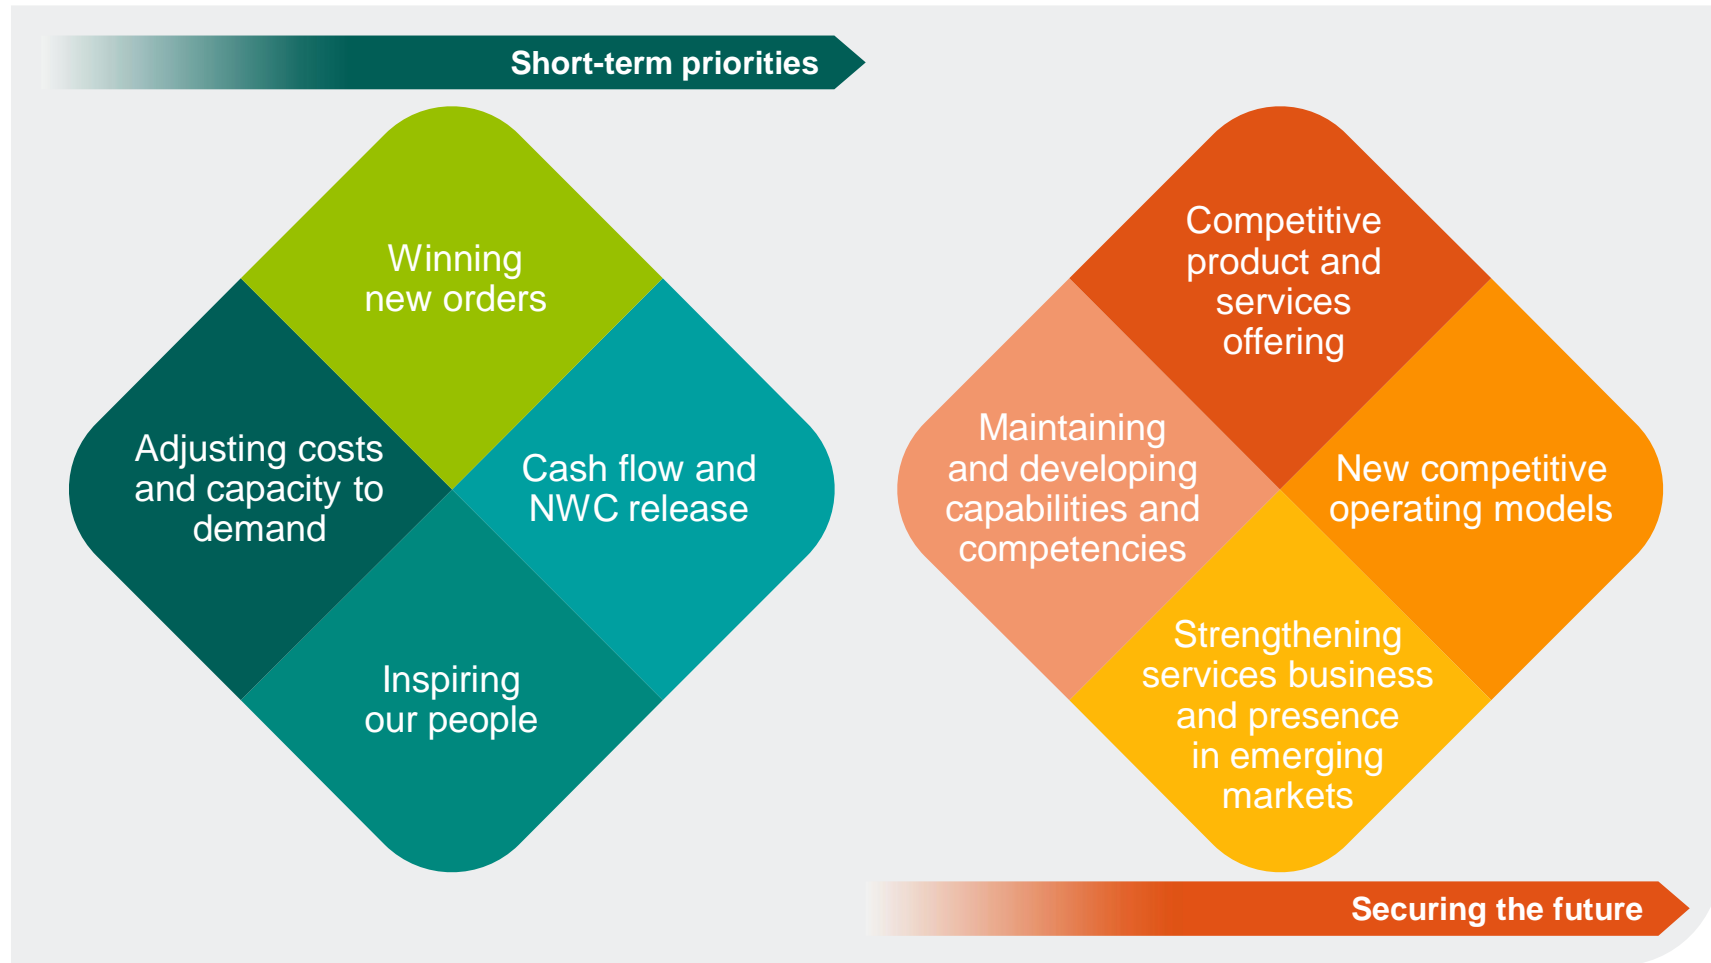 Short-term priorities
Winning
new orders
Adjusting costs
and capacity to
demand
Cash flow and
NWC release
Inspiring
our people
Competitive
product and
services
offering
Maintaining
and developing
capabilities and
competencies
New competitive
operating models
Strengthening
services business
and presence
in emerging
markets
Securing the future